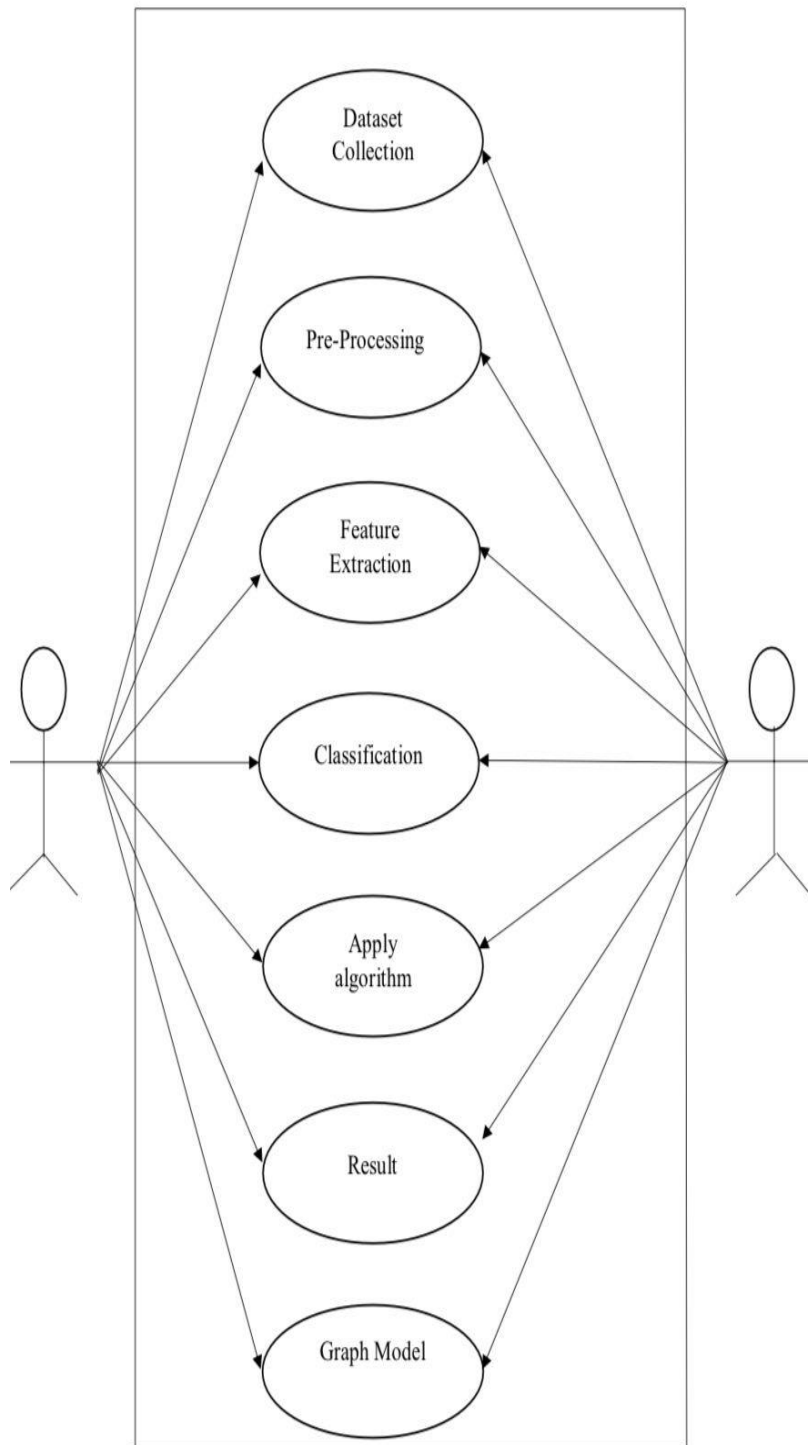 Dataset
Collection
Pre-Processing
Feature
Extraction
Classification
Apply
algorithm
Result
Graph Model